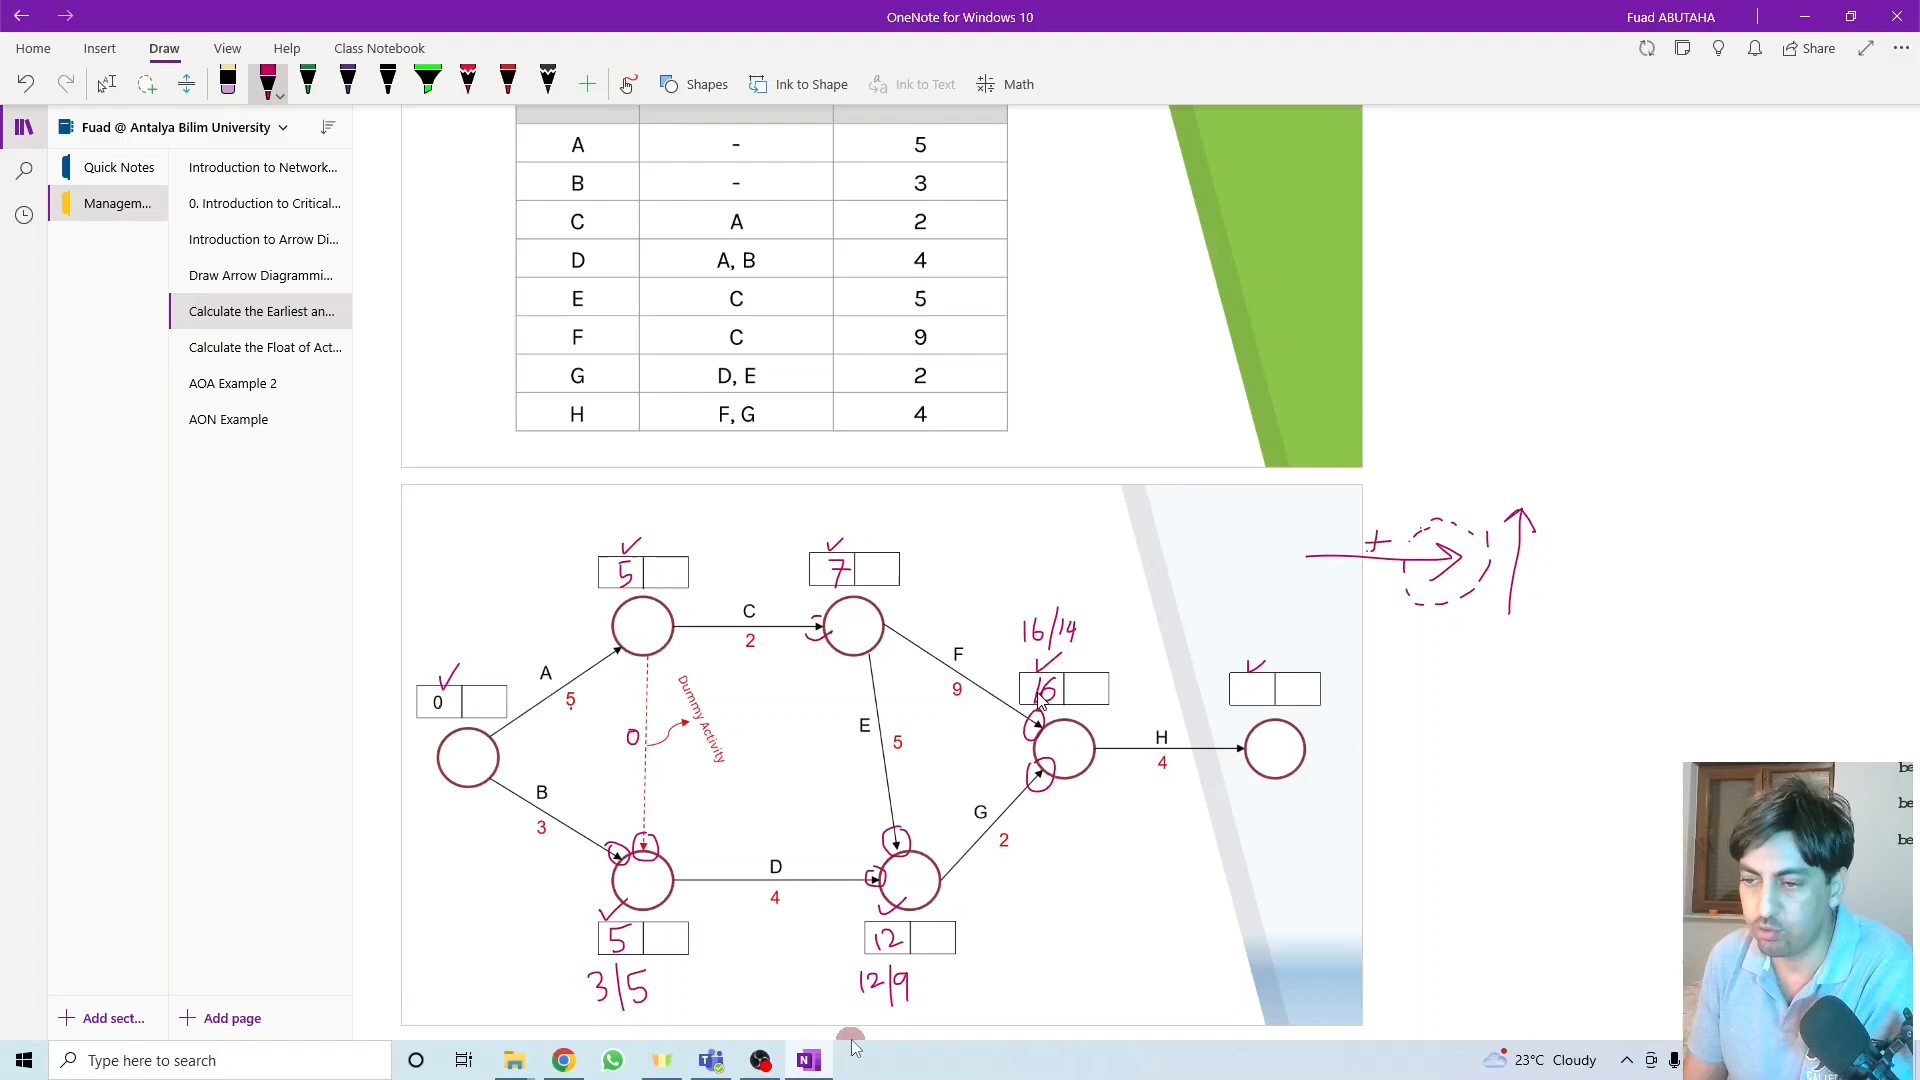 OneNote for Windows 10
Fuad ABUTAHA
Home Insert Draw View Help Class Notebook
Share
Shapes Ink to Shape Ink to Text Math
Fuad @ Antalya Bilim University
Quick Notes
Managem...
Introduction to Network...
0. Introduction to Critical...
Introduction to Arrow Di...
Draw Arrow Diagrammi...
Calculate the Earliest an...
Calculate the Float of Act...
AOA Example 2
AON Example
A - 5
B - 3
C A 2
D A, B 4
E C 5
F C 9
G D, E 2
H F, G 4
+
5
7
C
2
16/14
F
9
16
A
5
0
Dummy Activity
0
E
5
H
4
B
3
G
2
D
4
5
12
3/5
12/9
be
be
be
Add sect...
Add page
Type here to search
23°C Cloudy